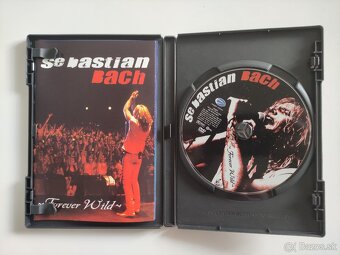 sebastian
BACH
~Forever Wild~
sebastian BACH
Forever Wild~
Bazos.sk